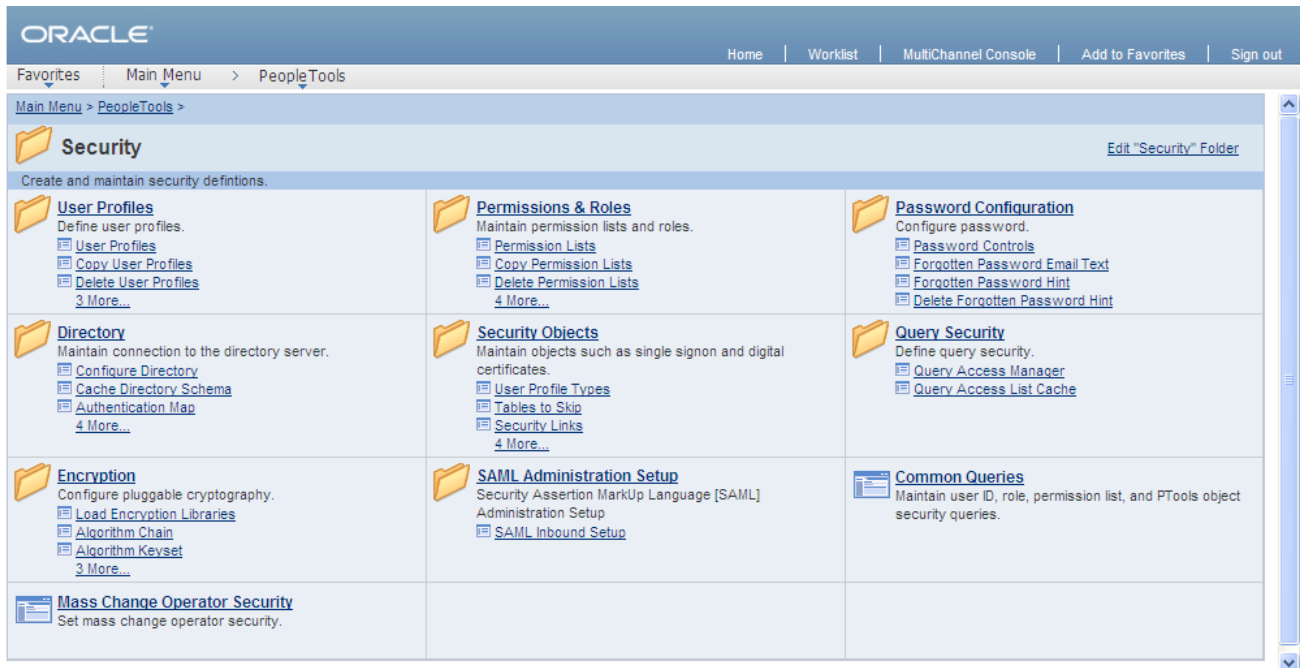 ORACLE
Home | Worklist | MultiChannel Console | Add to Favorites | Sign out
Favorites Main Menu > PeopleTools
Main Menu > PeopleTools >
Security
Edit "Security" Folder
Create and maintain security defintions.
User Profiles
Define user profiles.
User Profiles
Copy User Profiles
Delete User Profiles
3 More...
Permissions & Roles
Maintain permission lists and roles.
Permission Lists
Copy Permission Lists
Delete Permission Lists
4 More...
Password Configuration
Configure password.
Password Controls
Forgotten Password Email Text
Forgotten Password Hint
Delete Forgotten Password Hint
Directory
Maintain connection to the directory server.
Configure Directory
Cache Directory Schema
Authentication Map
4 More...
Security Objects
Maintain objects such as single signon and digital
certificates.
User Profile Types
Tables to Skip
Security Links
4 More...
Query Security
Define query security.
Query Access Manager
Query Access List Cache
Encryption
Configure pluggable cryptography.
Load Encryption Libraries
Algorithm Chain
Algorithm Keyset
3 More...
SAML Administration Setup
Security Assertion MarkUp Language [SAML]
Administration Setup
SAML Inbound Setup
Common Queries
Maintain user ID, role, permission list, and PTools object
security queries.
Mass Change Operator Security
Set mass change operator security.